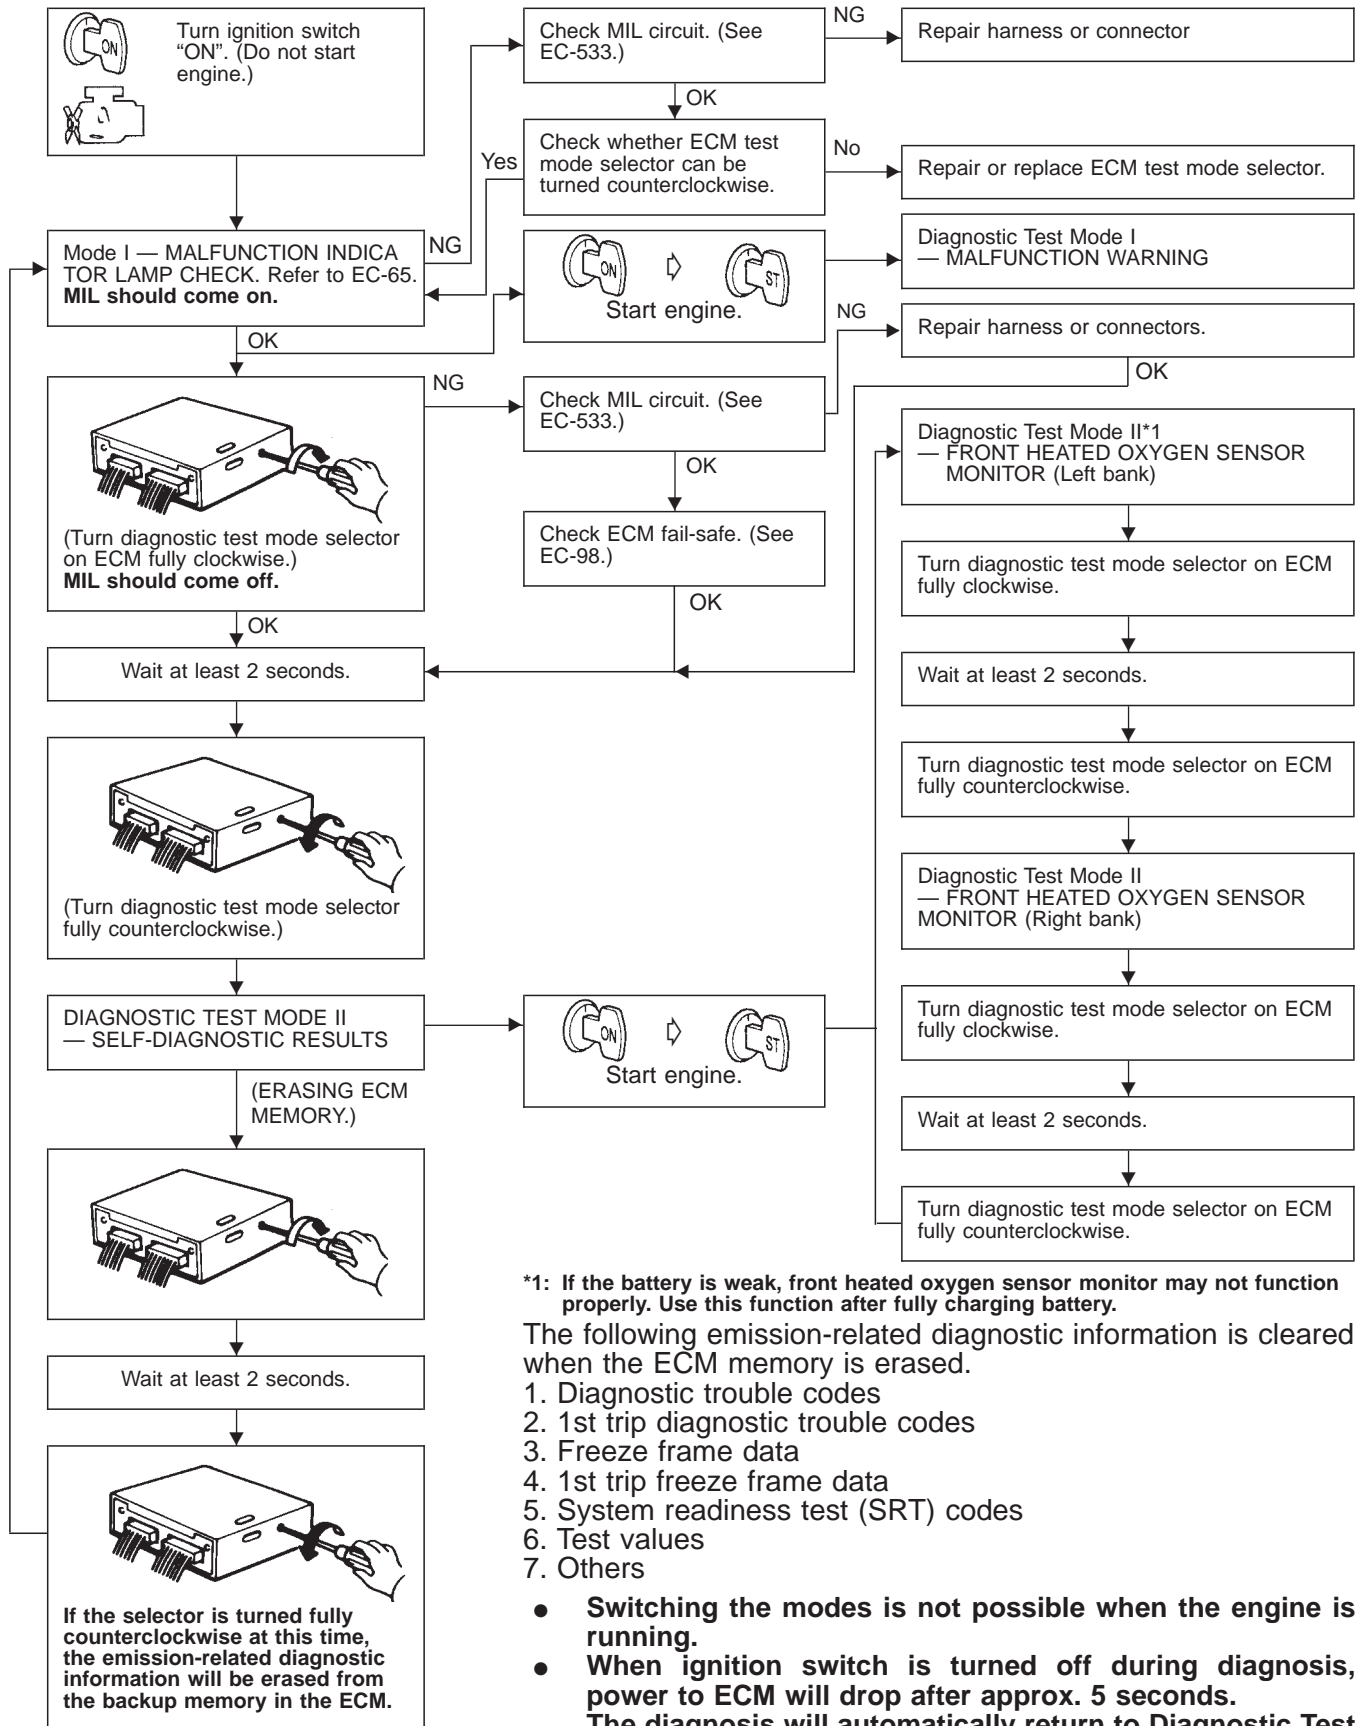 ON
Turn ignition switch
“ON”. (Do not start
engine.)
Mode I — MALFUNCTION INDICA
TOR LAMP CHECK. Refer to EC-65.
MIL should come on.
NG
OK
Check MIL circuit. (See
EC-533.)
NG
Repair harness or connector
OK
Check whether ECM test
mode selector can be
turned counterclockwise.
Yes
No
Repair or replace ECM test mode selector.
ON
ST
Start engine.
Diagnostic Test Mode I
— MALFUNCTION WARNING
(Turn diagnostic test mode selector
on ECM fully clockwise.)
MIL should come off.
NG
OK
Check MIL circuit. (See
EC-533.)
NG
Repair harness or connectors.
OK
OK
Check ECM fail-safe. (See
EC-98.)
OK
Wait at least 2 seconds.
(Turn diagnostic test mode selector
fully counterclockwise.)
DIAGNOSTIC TEST MODE II
— SELF-DIAGNOSTIC RESULTS
ON
ST
Start engine.
Diagnostic Test Mode II*1
— FRONT HEATED OXYGEN SENSOR
MONITOR (Left bank)
Turn diagnostic test mode selector on ECM
fully clockwise.
Wait at least 2 seconds.
Turn diagnostic test mode selector on ECM
fully counterclockwise.
Diagnostic Test Mode II
— FRONT HEATED OXYGEN SENSOR
MONITOR (Right bank)
Turn diagnostic test mode selector on ECM
fully clockwise.
Wait at least 2 seconds.
Turn diagnostic test mode selector on ECM
fully counterclockwise.
(ERASING ECM
MEMORY.)
Wait at least 2 seconds.
If the selector is turned fully
counterclockwise at this time,
the emission-related diagnostic
information will be erased from
the backup memory in the ECM.
*1: If the battery is weak, front heated oxygen sensor monitor may not function
properly. Use this function after fully charging battery.
The following emission-related diagnostic information is cleared
when the ECM memory is erased.
1. Diagnostic trouble codes
2. 1st trip diagnostic trouble codes
3. Freeze frame data
4. 1st trip freeze frame data
5. System readiness test (SRT) codes
6. Test values
7. Others
● Switching the modes is not possible when the engine is
running.
● When ignition switch is turned off during diagnosis,
power to ECM will drop after approx. 5 seconds.
The diagnosis will automatically return to Diagnostic Test